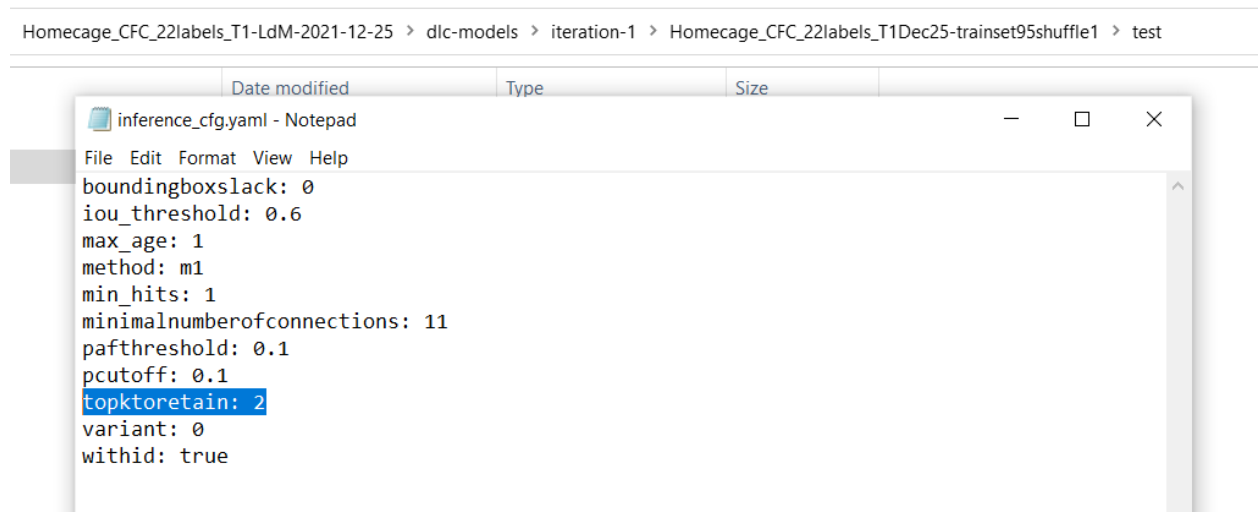 Homecage_CFC_22labels_T1-LdM-2021-12-25 > dlc-models > iteration-1 > Homecage_CFC_22labels_T1Dec25-trainset95shuffle1 > test
Date modified Type Size
inference_cfg.yaml - Notepad
File Edit Format View Help
boundingboxslack: 0
iou_threshold: 0.6
max_age: 1
method: m1
min_hits: 1
minimalnumberofconnections: 11
pafthreshold: 0.1
pcutoff: 0.1
topktoretain: 2
variant: 0
withid: true